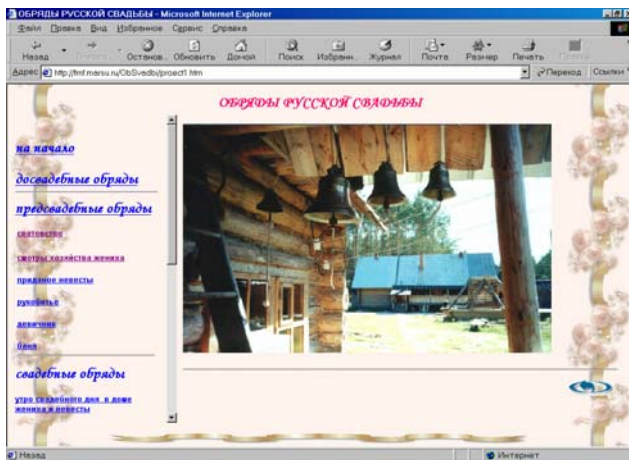 ОБРЯДЫ РУССКОЙ СВАДЬБЫ - Microsoft Internet Explorer
Файл Правка Вид Избранное Сервис Справка
Назад Останов. Обновить Домой Поиск Избранн. Журнал Почта Размер Печать
Адрес http://fmf.marsu.ru/ObSvadbi/proect1.htm Переход Ссылки
ОБРЯДЫ РУССКОЙ СВАДЬБЫ
на начало
досвадебные обряды
предсвадебные обряды
сватовство
смотры хозяйства жениха
приданое невесты
рукобитье
девичник
баня
свадебные обряды
утро свадебного дня в доме
жениха и невесты
Назад Интернет